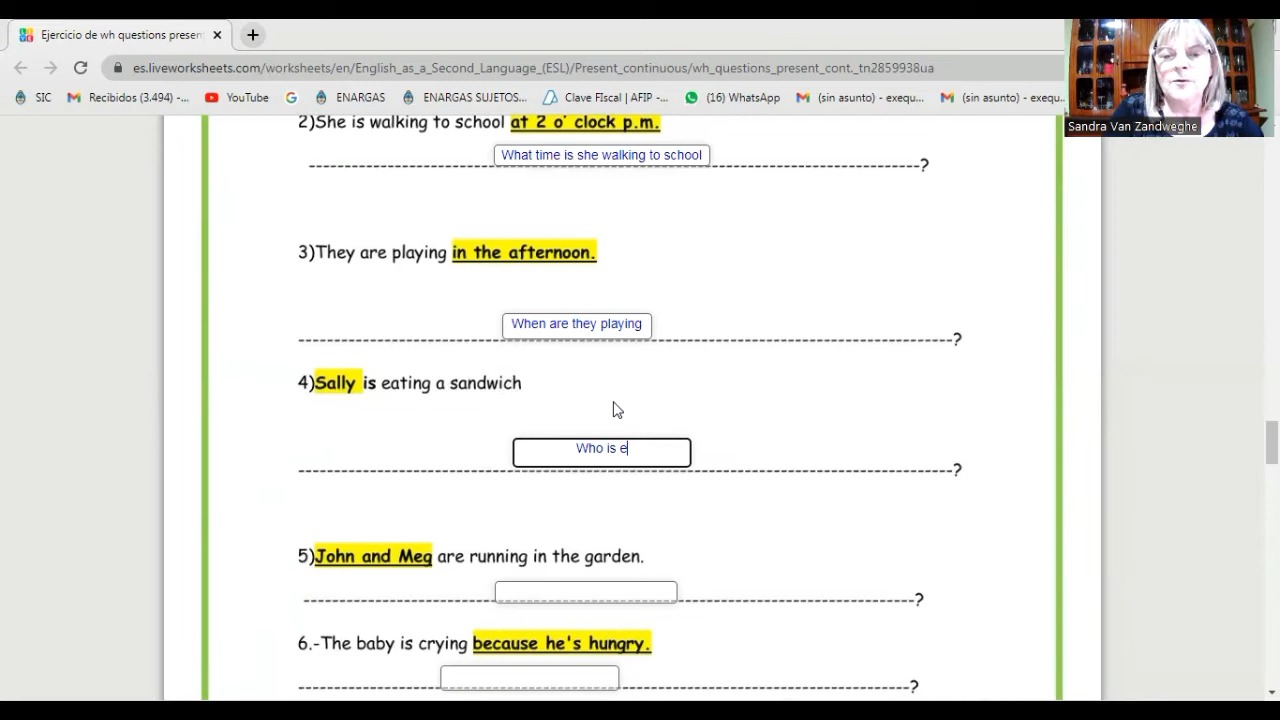 Ejercicio de wh questions presen
es.liveworksheets.com/worksheets/en/English_as_a_Second_Language_(ESL)/Present_continuous/wh_questions_present_cont._tn2859938ua
SIC Recibidos (3.494) -... YouTube ENARGAS ENARGAS SUJETOS... Clave FIscal | AFIP -... (16) WhatsApp (sin asunto) - exequ... (sin asunto) - exequ...
Sandra Van Zandweghe
2)She is walking to school at 2 o' clock p.m.
What time is she walking to school
--------------------?
3)They are playing in the afternoon.
When are they playing
--------------------?
4)Sally is eating a sandwich
Who is e
--------------------?
5)John and Meg are running in the garden.
--------------------?
6.-The baby is crying because he's hungry.
--------------------?